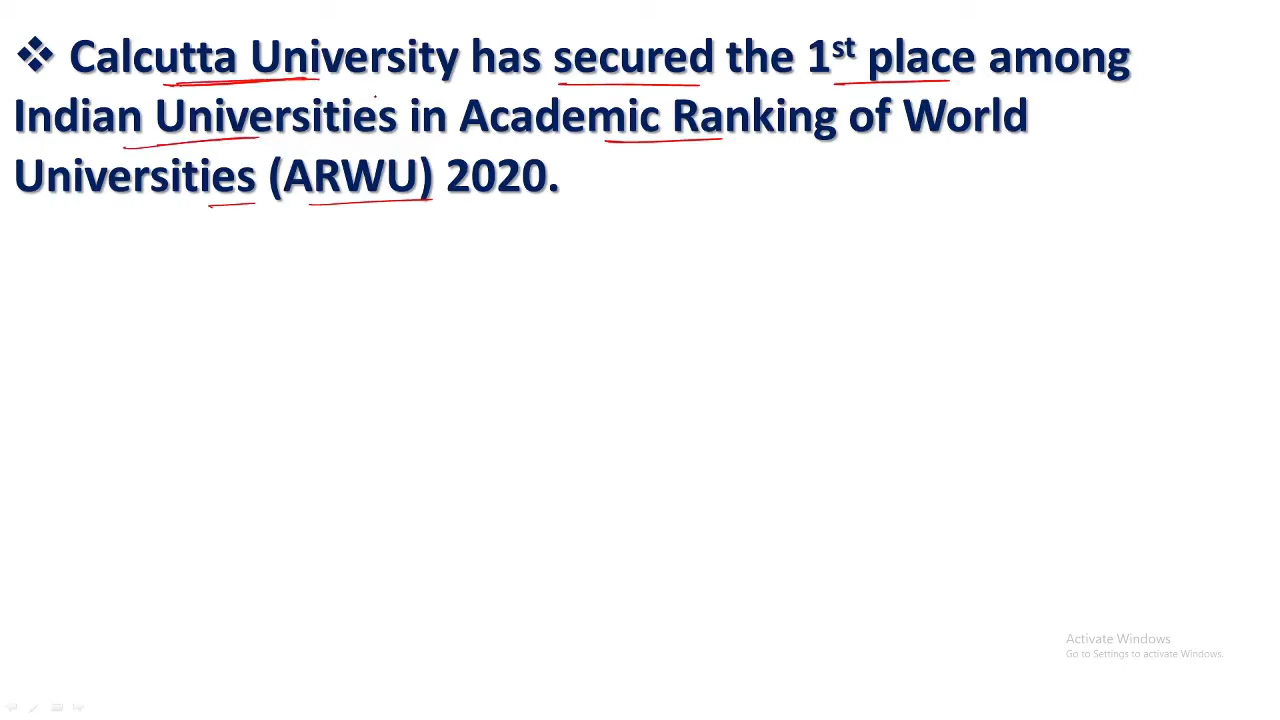 ❖ Calcutta University has secured the 1st place among
Indian Universities in Academic Ranking of World
Universities (ARWU) 2020.
Activate Windows
Go to Settings to activate Windows.